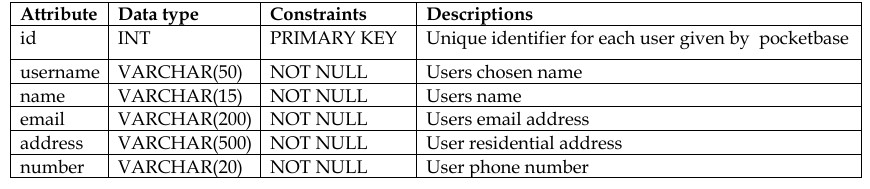 Attribute Data type Constraints Descriptions
id INT PRIMARY KEY Unique identifier for each user given by pocketbase
username VARCHAR(50) NOT NULL Users chosen name
name VARCHAR(15) NOT NULL Users name
email VARCHAR(200) NOT NULL Users email address
address VARCHAR(500) NOT NULL User residential address
number VARCHAR(20) NOT NULL User phone number